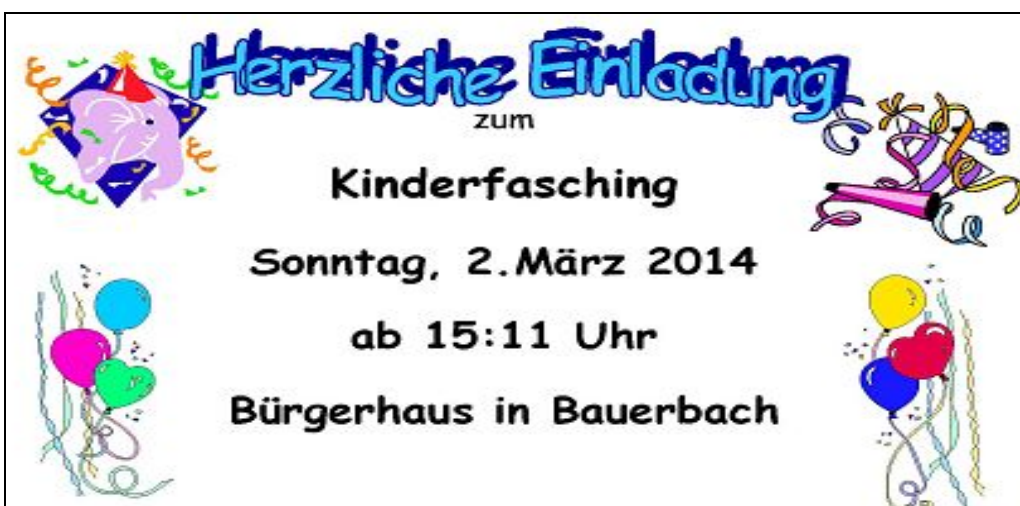 Herzliche Einladung
zum
Kinderfasching
Sonntag, 2.März 2014
ab 15:11 Uhr
Bürgerhaus in Bauerbach